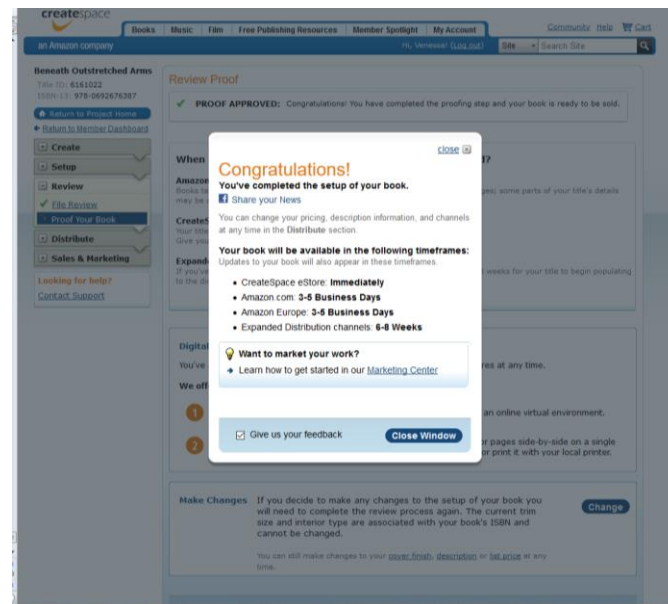 createspace
an Amazon company
Books | Music | Film | Free Publishing Resources | Member Spotlight | My Account
Community Help Cart
Hi, Venessa! (Log out)
Site
Search Site
Beneath Outstretched Arms
Title ID: 6161022
ISBN-13: 978-0692676387
Return to Project Home
Return to Member Dashboard
Create
Setup
Review
File Review
Proof Your Book
Distribute
Sales & Marketing
Looking for help?
Contact Support
Review Proof
PROOF APPROVED: Congratulations! You have completed the proofing step and your book is ready to be sold.
When
Amazon
Books
may be
ges; some parts of your title's details
Your title
Give you
Expand
If you've
weeks for your title to begin populating
to the
close
Congratulations!
You've completed the setup of your book.
Share your News
You can change your pricing, description information, and channels
at any time in the Distribute section.
Your book will be available in the following timeframes:
Updates to your book will also appear in these timeframes.
• CreateSpace eStore: Immediately
• Amazon.com: 3-5 Business Days
• Amazon Europe: 3-5 Business Days
• Expanded Distribution channels: 6-8 Weeks
Want to market your work?
Learn how to get started in our Marketing Center
Give us your feedback
Close Window
Digital
You've
res at any time.
We off
1
an online virtual environment.
2
or pages side-by-side on a single
or print it with your local printer.
Make Changes
If you decide to make any changes to the setup of your book you
will need to complete the review process again. The current trim
size and interior type are associated with your book's ISBN and
cannot be changed.
Change
You can still make changes to your cover finish, description or list price at any
time.